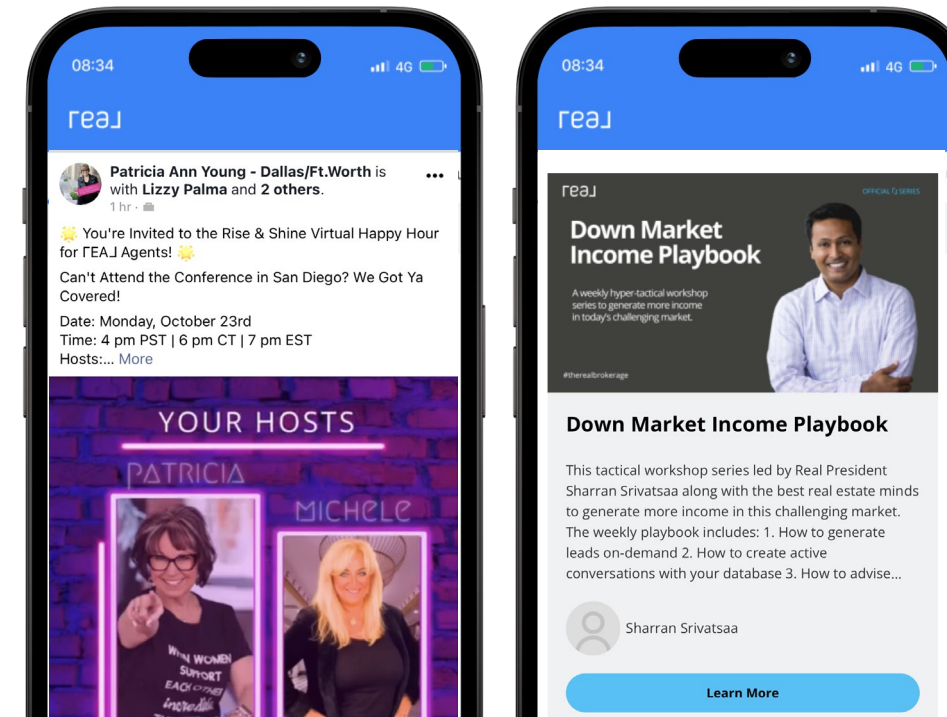 08:34
4G
real
Patricia Ann Young - Dallas/Ft.Worth is
with Lizzy Palma and 2 others.
1 hr ·
🌟 You're Invited to the Rise & Shine Virtual Happy Hour
for ΓEA⅃ Agents! 🌟
Can't Attend the Conference in San Diego? We Got Ya
Covered!
Date: Monday, October 23rd
Time: 4 pm PST | 6 pm CT | 7 pm EST
Hosts:... More
YOUR HOSTS
PATRICIA
MICHELE
WHEN WOMEN
SUPPORT
EACH OTHER
incredible
08:34
4G
real
real
OFFICIAL SERIES
Down Market
Income Playbook
A weekly hyper-tactical workshop
series to generate more income
in today's challenging market.
#therealbrokerage
Down Market Income Playbook
This tactical workshop series led by Real President
Sharran Srivatsaa along with the best real estate minds
to generate more income in this challenging market.
The weekly playbook includes: 1. How to generate
leads on-demand 2. How to create active
conversations with your database 3. How to advise...
Sharran Srivatsaa
Learn More